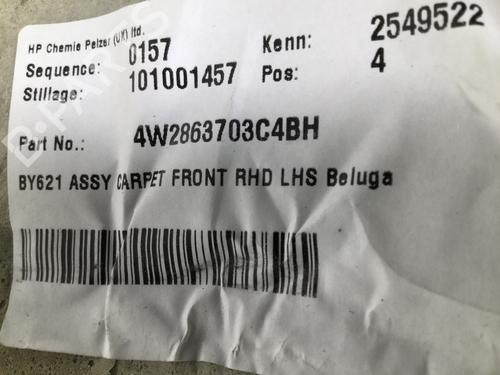 HP Chemie Pelzer (UK) ltd.
Sequence: 0157 Kenn: 2549522
Stillage: 101001457 Pos: 4
Part No.: 4W2863703C4BH
BY621 ASSY CARPET FRONT RHD LHS Beluga